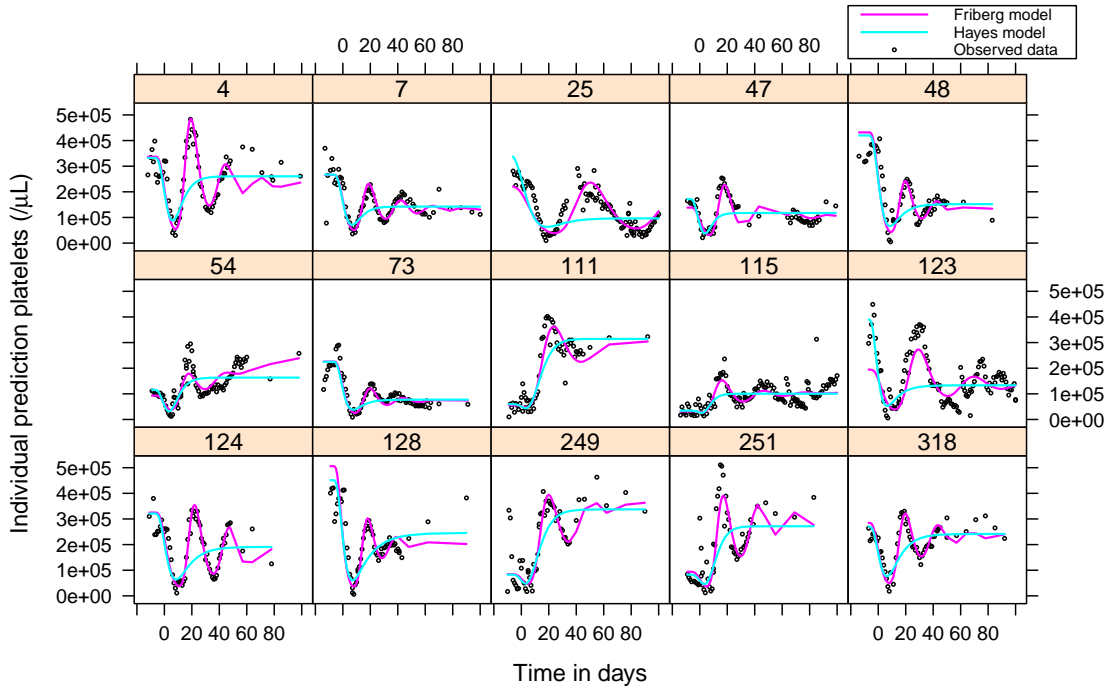 Friberg model
Hayes model
Observed data
0 20 40 60 80
0 20 40 60 80
4
7
25
47
48
5e+05
4e+05
3e+05
2e+05
1e+05
0e+00
54
73
111
115
123
5e+05
4e+05
3e+05
2e+05
1e+05
0e+00
124
128
249
251
318
5e+05
4e+05
3e+05
2e+05
1e+05
0e+00
0 20 40 60 80
0 20 40 60 80
0 20 40 60 80
Time in days
Individual prediction platelets (/μL)